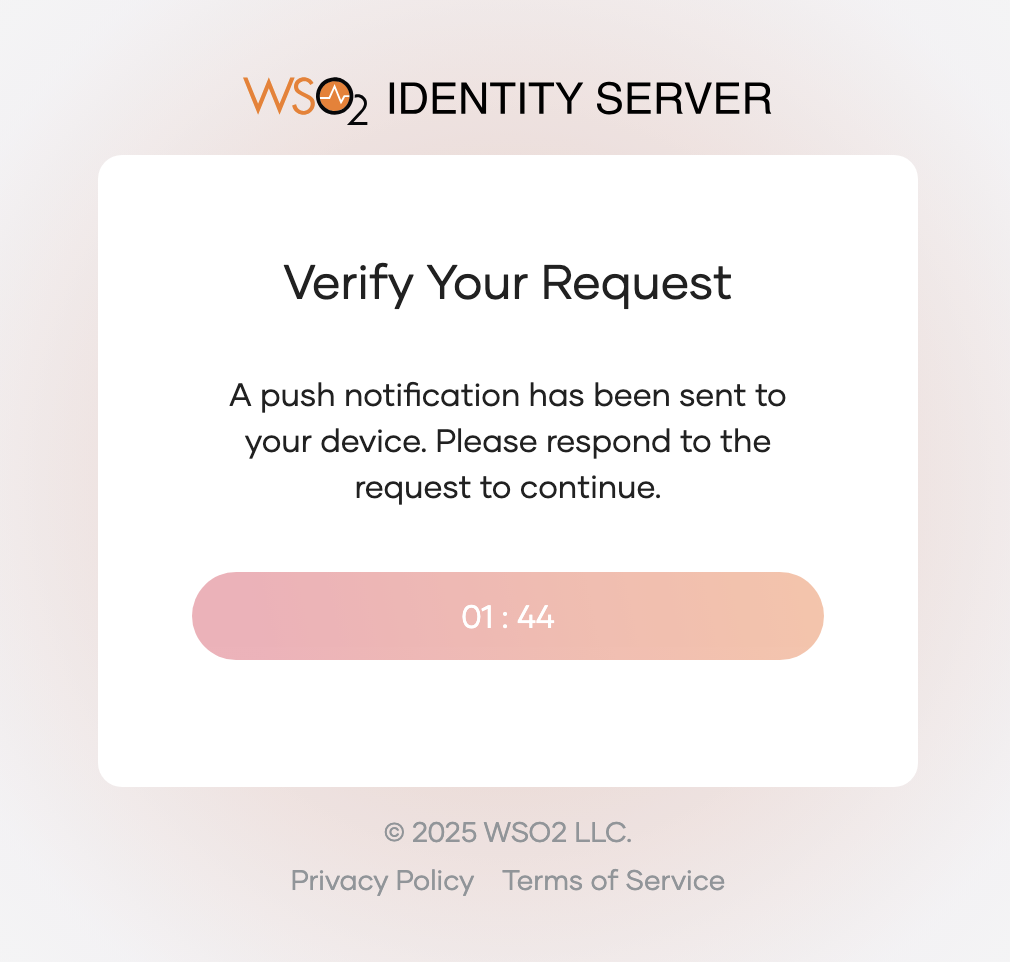 WSO2 IDENTITY SERVER
Verify Your Request
A push notification has been sent to
your device. Please respond to the
request to continue.
01 : 44
© 2025 WSO2 LLC.
Privacy Policy Terms of Service